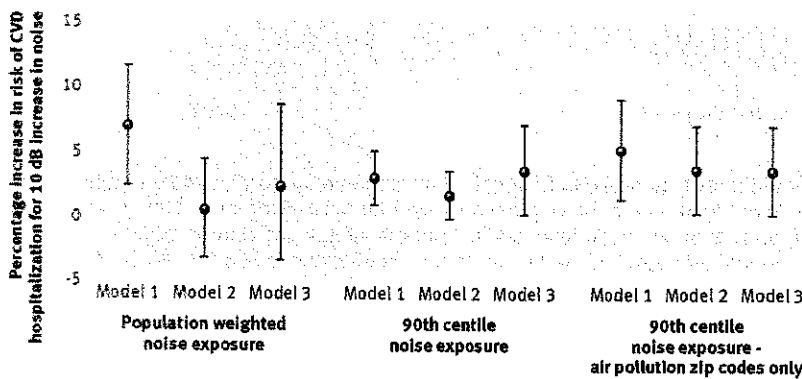 Percentage increase in risk of CVD
hospitalization for 10 dB increase in noise
15
10
5
0
-5
Model 1 Model 2 Model 3 Model 1 Model 2 Model 3 Model 1 Model 2 Model 3
Population weighted
noise exposure
90th centile
noise exposure
90th centile
noise exposure -
air pollution zip codes only